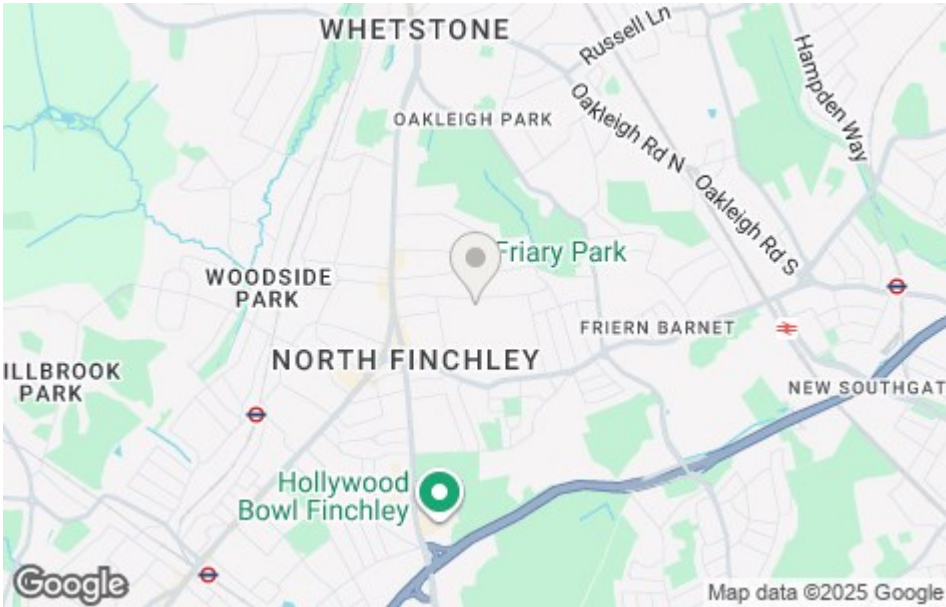 WHETSTONE
Russell Ln
Hampden Way
OAKLEIGH PARK
Oakleigh Rd N
Oakleigh Rd S
Friary Park
WOODSIDE
PARK
FRIERN BARNET
NORTH FINCHLEY
ILLBROOK
PARK
NEW SOUTHGAT
Hollywood
Bowl Finchley
Google
Map data ©2025 Google